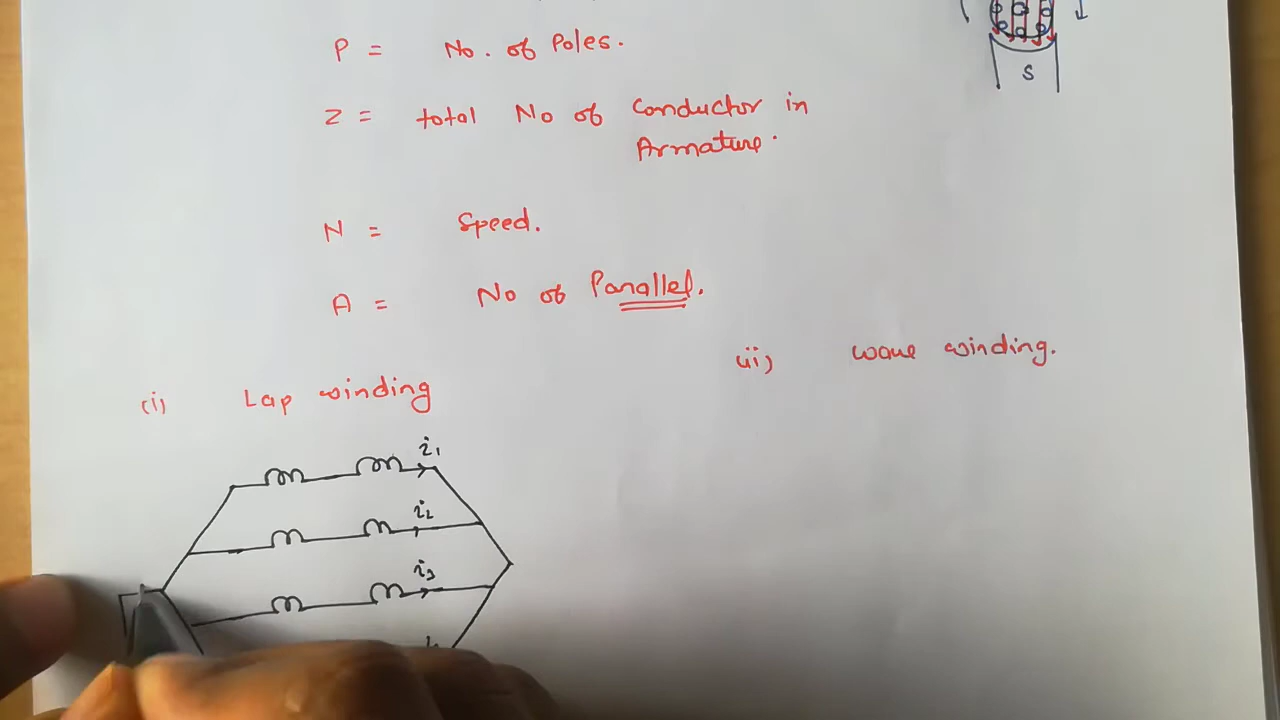 P = No. of Poles.
S
Z = total No of Conductor in
Armature.
N = Speed.
A = No of Parallel.
(i) Lap winding
(ii) wave winding.
i₁
i₂
i₃